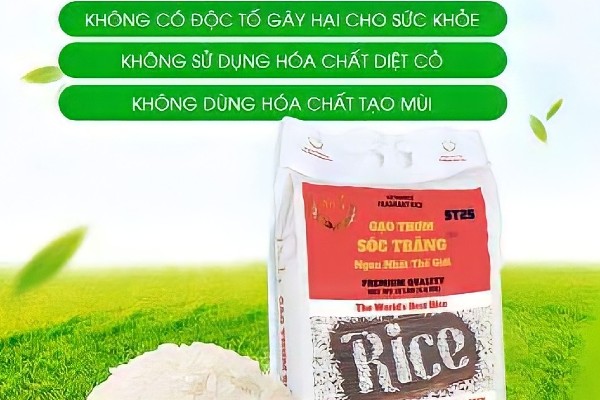 KHÔNG CÓ ĐỘC TỐ GÂY HẠI CHO SỨC KHỎE
KHÔNG SỬ DỤNG HÓA CHẤT DIỆT CỎ
KHÔNG DÙNG HÓA CHẤT TẠO MÙI
FRAGRANT RICE
ST25
GẠO THƠM
SÓC TRĂNG
Ngon Nhất Thế Giới
PREMIUM QUALITY
The World's Best Rice
Rice